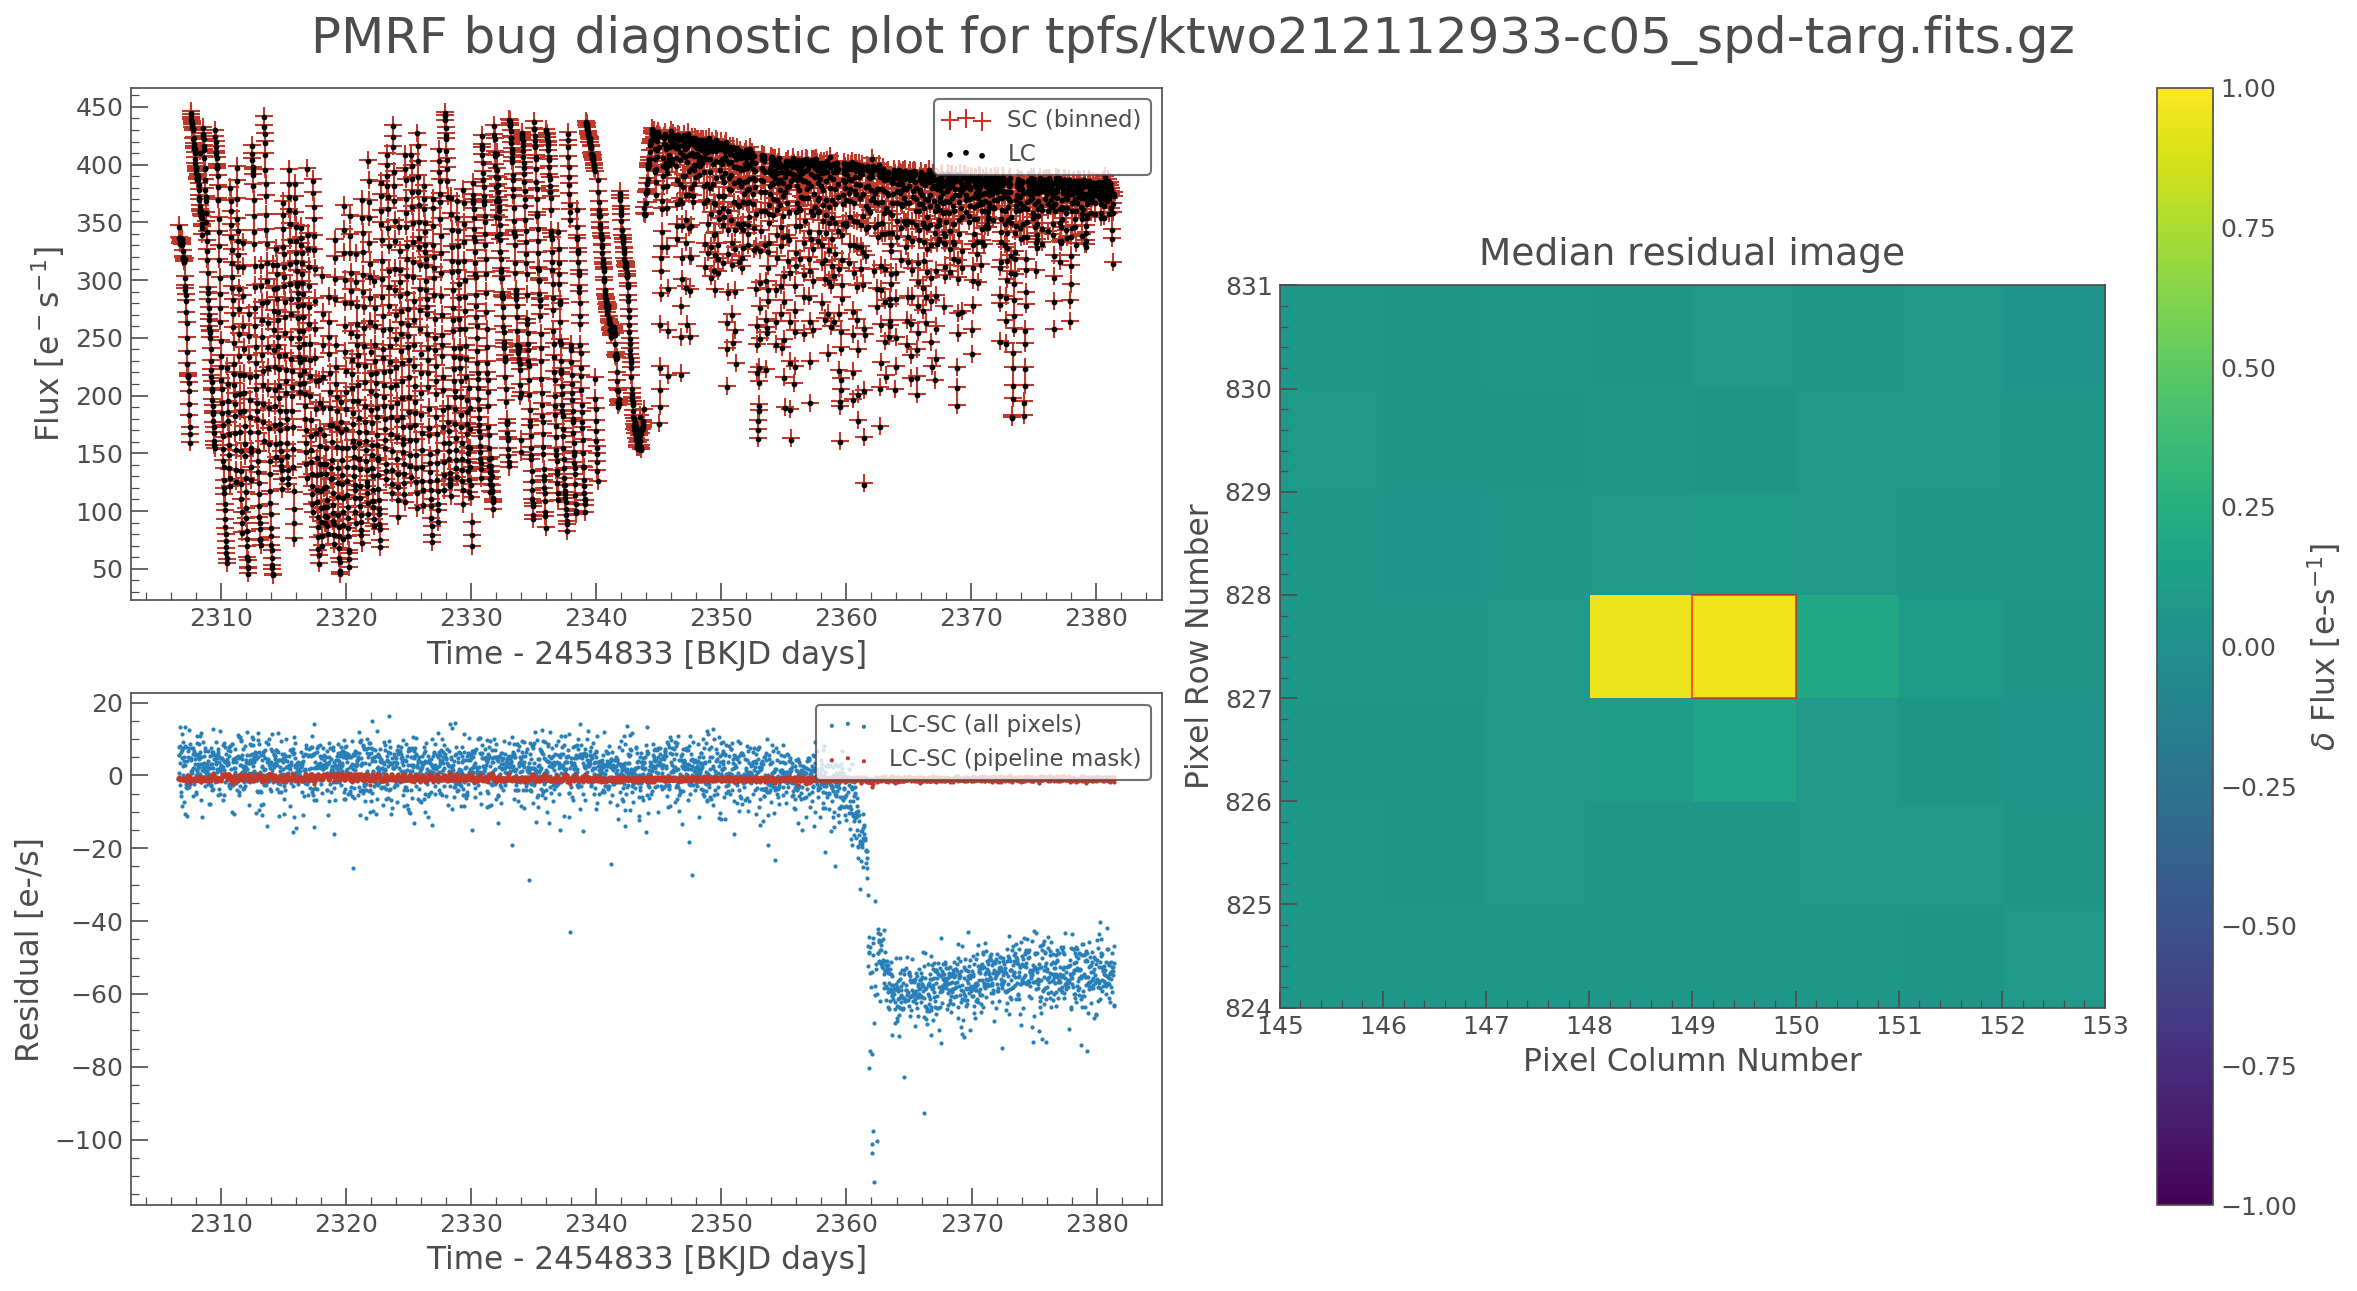 PMRF bug diagnostic plot for tpfs/ktwo212112933-c05_spd-targ.fits.gz
450
400
350
300
250
200
150
100
50
Flux [e⁻ s⁻¹]
SC (binned)
LC
2310 2320 2330 2340 2350 2360 2370 2380
Time - 2454833 [BKJD days]
20
0
−20
−40
−60
−80
−100
Residual [e-/s]
LC-SC (all pixels)
LC-SC (pipeline mask)
2310 2320 2330 2340 2350 2360 2370 2380
Time - 2454833 [BKJD days]
Median residual image
831
830
829
828
827
826
825
824
Pixel Row Number
145 146 147 148 149 150 151 152 153
Pixel Column Number
1.00
0.75
0.50
0.25
0.00
−0.25
−0.50
−0.75
−1.00
δ Flux [e-s⁻¹]